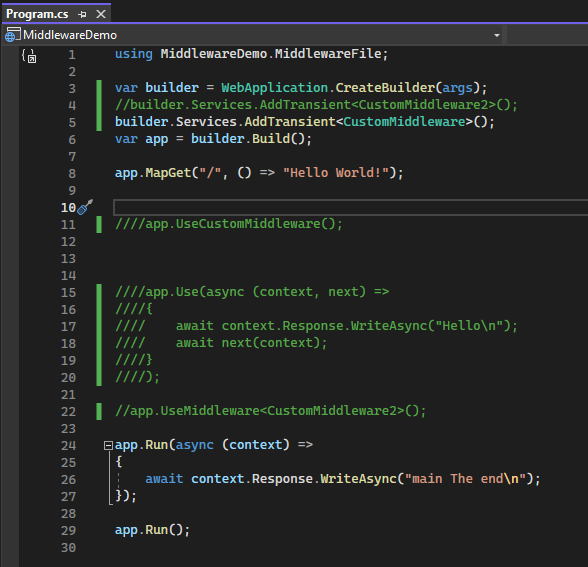 Program.cs
MiddlewareDemo
1 using MiddlewareDemo.MiddlewareFile;
2
3 var builder = WebApplication.CreateBuilder(args);
4 //builder.Services.AddTransient<CustomMiddleware2>();
5 builder.Services.AddTransient<CustomMiddleware>();
6 var app = builder.Build();
7
8 app.MapGet("/", () => "Hello World!");
9
10
11 ////app.UseCustomMiddleware();
12
13
14
15 ////app.Use(async (context, next) =>
16 ////{
17 ////    await context.Response.WriteAsync("Hello\n");
18 ////    await next(context);
19 ////}
20 ////);
21
22 //app.UseMiddleware<CustomMiddleware2>();
23
24 app.Run(async (context) =>
25 {
26     await context.Response.WriteAsync("main The end\n");
27 });
28
29 app.Run();
30